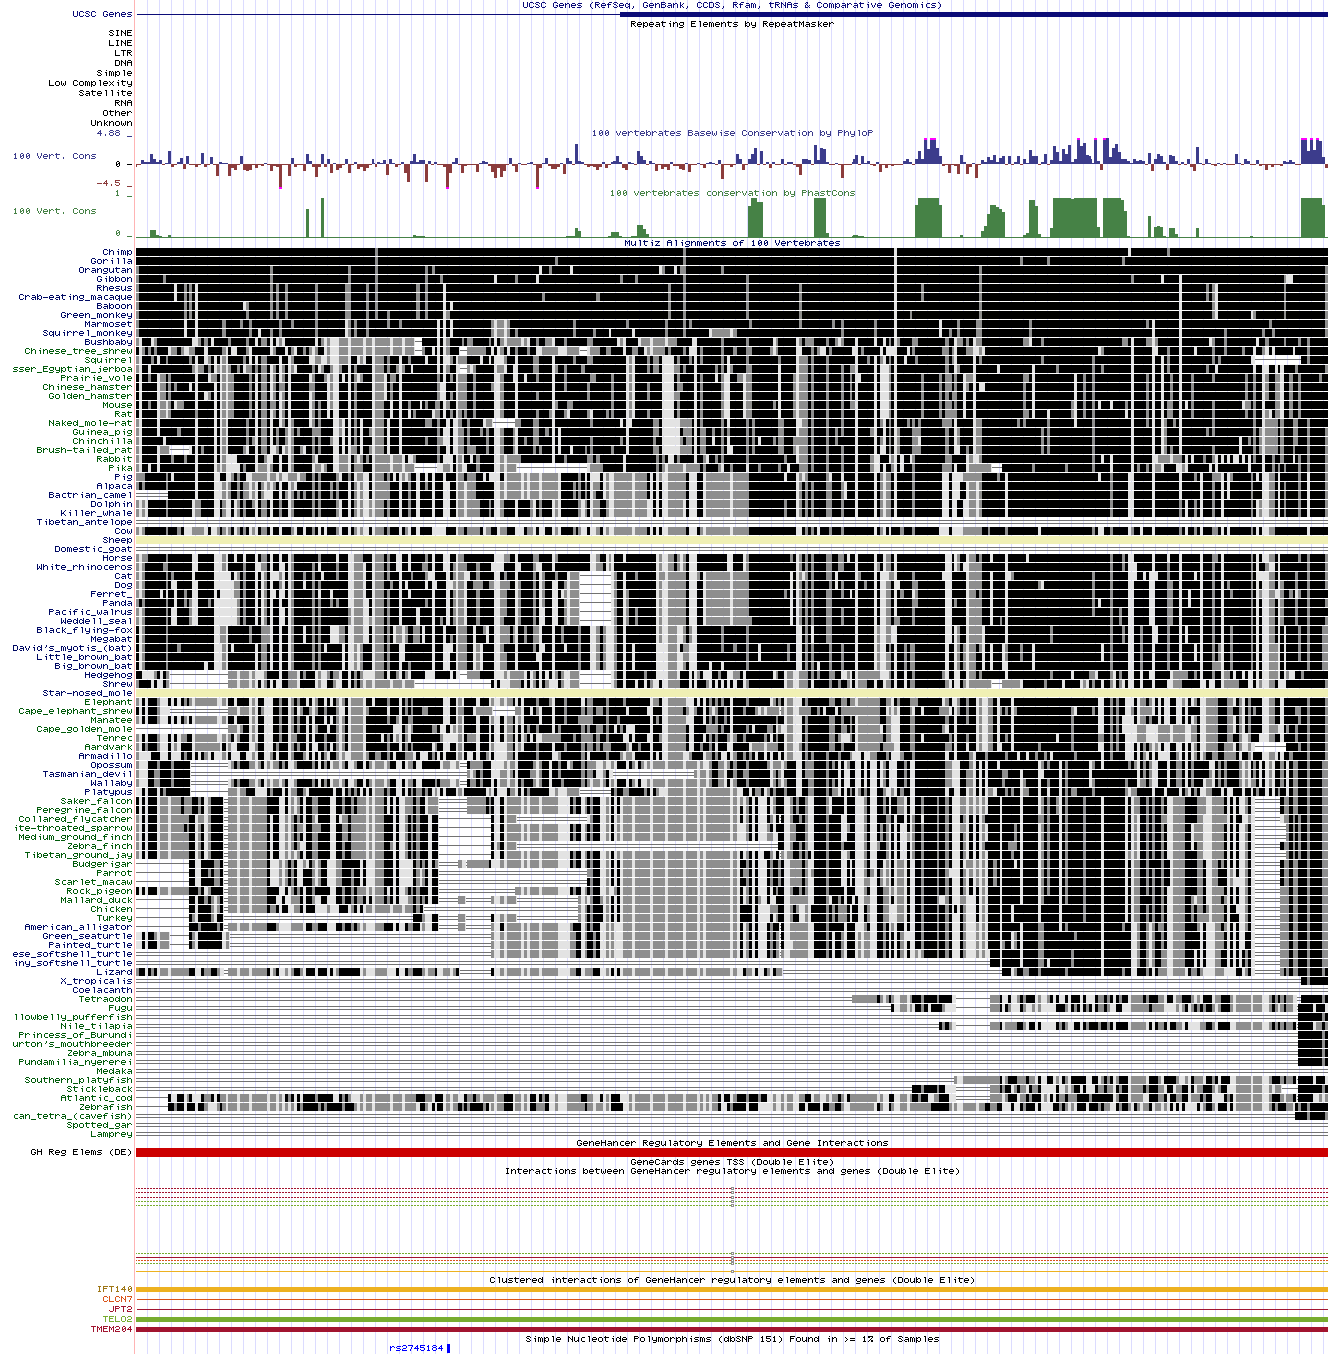 UCSC Genes (RefSeq, GenBank, CCDS, Rfam, tRNAs & Comparative Genomics)
UCSC Genes
Repeating Elements by RepeatMasker
SINE
LINE
LTR
DNA
Simple
Low Complexity
Satellite
RNA
Other
Unknown
100 vertebrates Basewise Conservation by PhyloP
4.88 _
100 Vert. Cons
0 _
-4.5 _
100 vertebrates conservation by PhastCons
1 _
100 Vert. Cons
0 _
Multiz Alignments of 100 Vertebrates
Chimp
Gorilla
Orangutan
Gibbon
Rhesus
Crab-eating_macaque
Baboon
Green_monkey
Marmoset
Squirrel_monkey
Bushbaby
Chinese_tree_shrew
Squirrel
sser_Egyptian_jerboa
Prairie_vole
Chinese_hamster
Golden_hamster
Mouse
Rat
Naked_mole-rat
Guinea_pig
Chinchilla
Brush-tailed_rat
Rabbit
Pika
Pig
Alpaca
Bactrian_camel
Dolphin
Killer_whale
Tibetan_antelope
Cow
Sheep
Domestic_goat
Horse
White_rhinoceros
Cat
Dog
Ferret_
Panda
Pacific_walrus
Weddell_seal
Black_flying-fox
Megabat
David's_myotis_(bat)
Little_brown_bat
Big_brown_bat
Hedgehog
Shrew
Star-nosed_mole
Elephant
Cape_elephant_shrew
Manatee
Cape_golden_mole
Tenrec
Aardvark
Armadillo
Opossum
Tasmanian_devil
Wallaby
Platypus
Saker_falcon
Peregrine_falcon
Collared_flycatcher
ite-throated_sparrow
Medium_ground_finch
Zebra_finch
Tibetan_ground_jay
Budgerigar
Parrot
Scarlet_macaw
Rock_pigeon
Mallard_duck
Chicken
Turkey
American_alligator
Green_seaturtle
Painted_turtle
ese_softshell_turtle
iny_softshell_turtle
Lizard
X_tropicalis
Coelacanth
Tetraodon
Fugu
llowbelly_pufferfish
Nile_tilapia
Princess_of_Burundi
urton's_mouthbreeder
Zebra_mbuna
Pundamilia_nyererei
Medaka
Southern_platyfish
Stickleback
Atlantic_cod
Zebrafish
can_tetra_(cavefish)
Spotted_gar
Lamprey
GeneHancer Regulatory Elements and Gene Interactions
GH Reg Elems (DE)
GeneCards genes TSS (Double Elite)
Interactions between GeneHancer regulatory elements and genes (Double Elite)
Clustered interactions of GeneHancer regulatory elements and genes (Double Elite)
IFT140
CLCN7
JPT2
TELO2
TMEM204
Simple Nucleotide Polymorphisms (dbSNP 151) Found in >= 1% of Samples
rs2745184